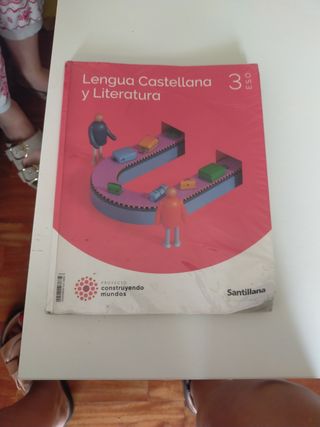 Lengua Castellana
y Literatura
3
ESO
PROYECTO
construyendo
mundos
Santillana